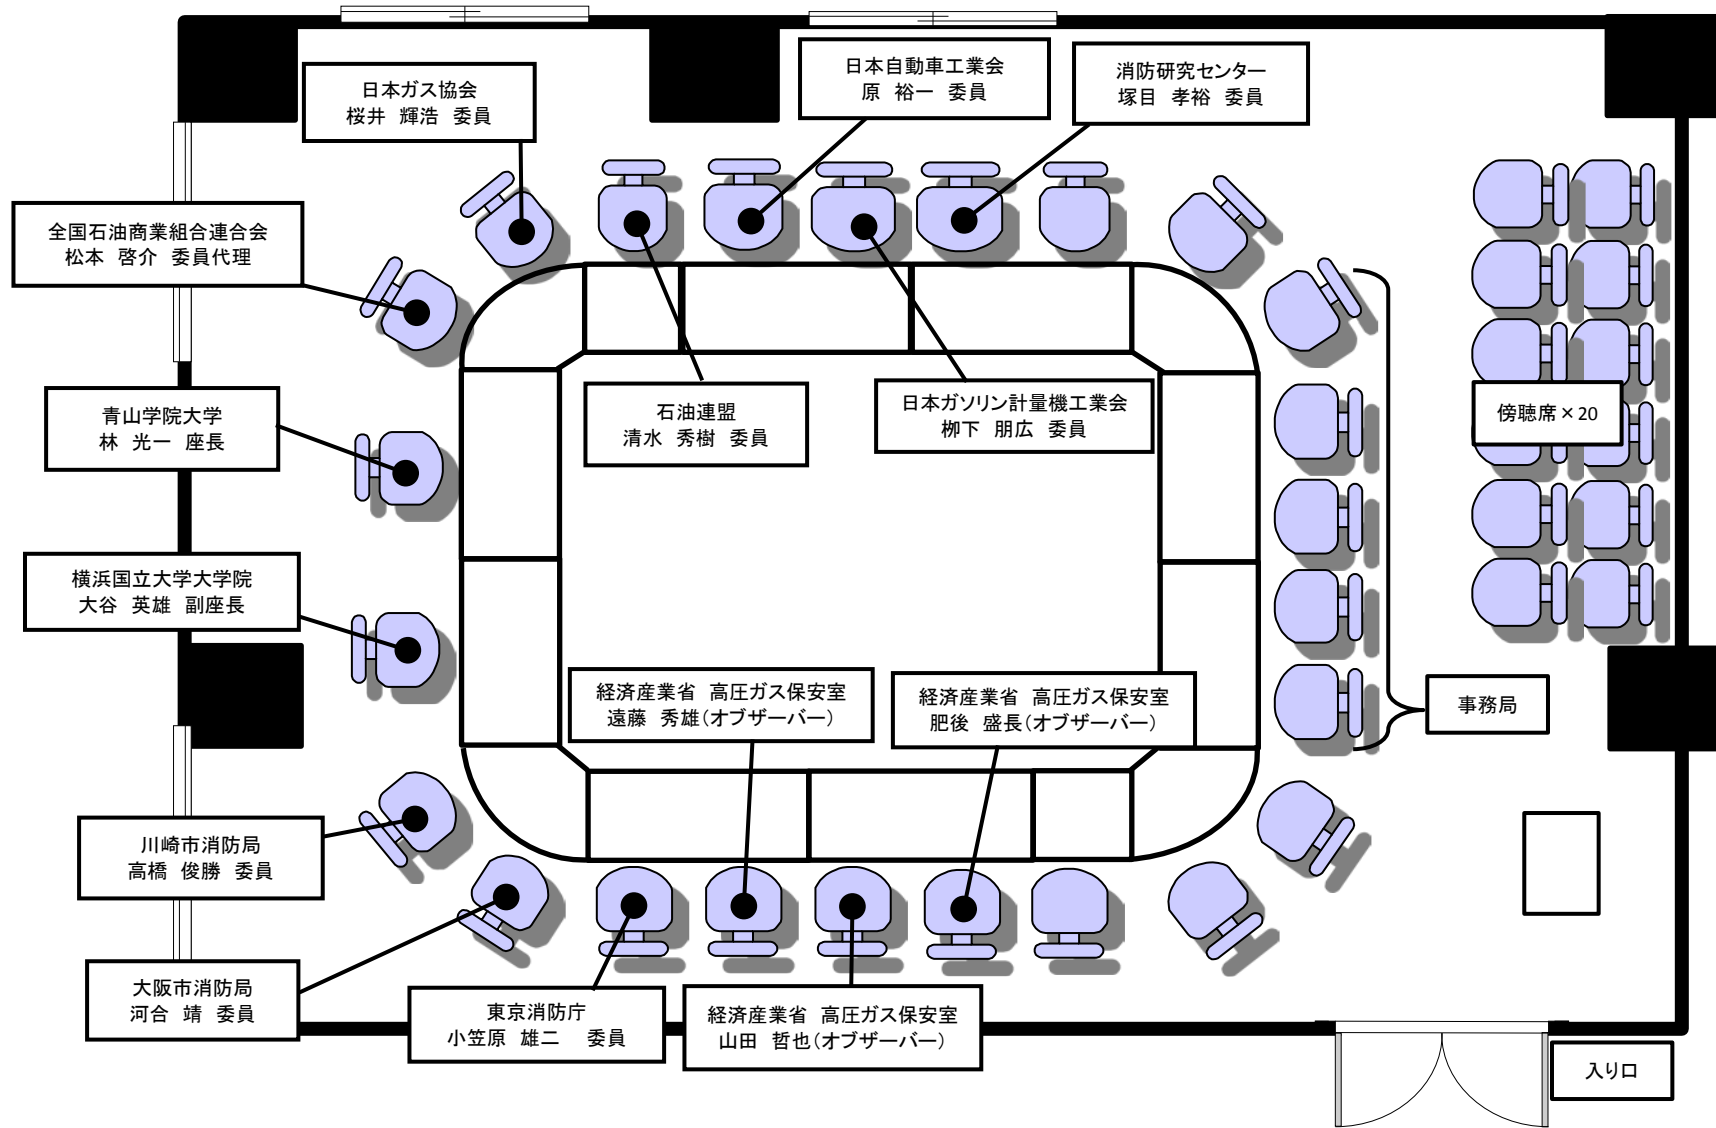 日本ガス協会
桜井 輝浩 委員
日本自動車工業会
原 裕一 委員
消防研究センター
塚目 孝裕 委員
全国石油商業組合連合会
松本 啓介 委員代理
青山学院大学
林 光一 座長
石油連盟
清水 秀樹 委員
日本ガソリン計量機工業会
栁下 朋広 委員
傍聴席×20
横浜国立大学大学院
大谷 英雄 副座長
経済産業省 高圧ガス保安室
遠藤 秀雄(オブザーバー)
経済産業省 高圧ガス保安室
肥後 盛長(オブザーバー)
事務局
川崎市消防局
高橋 俊勝 委員
大阪市消防局
河合 靖 委員
東京消防庁
小笠原 雄二 委員
経済産業省 高圧ガス保安室
山田 哲也(オブザーバー)
入り口